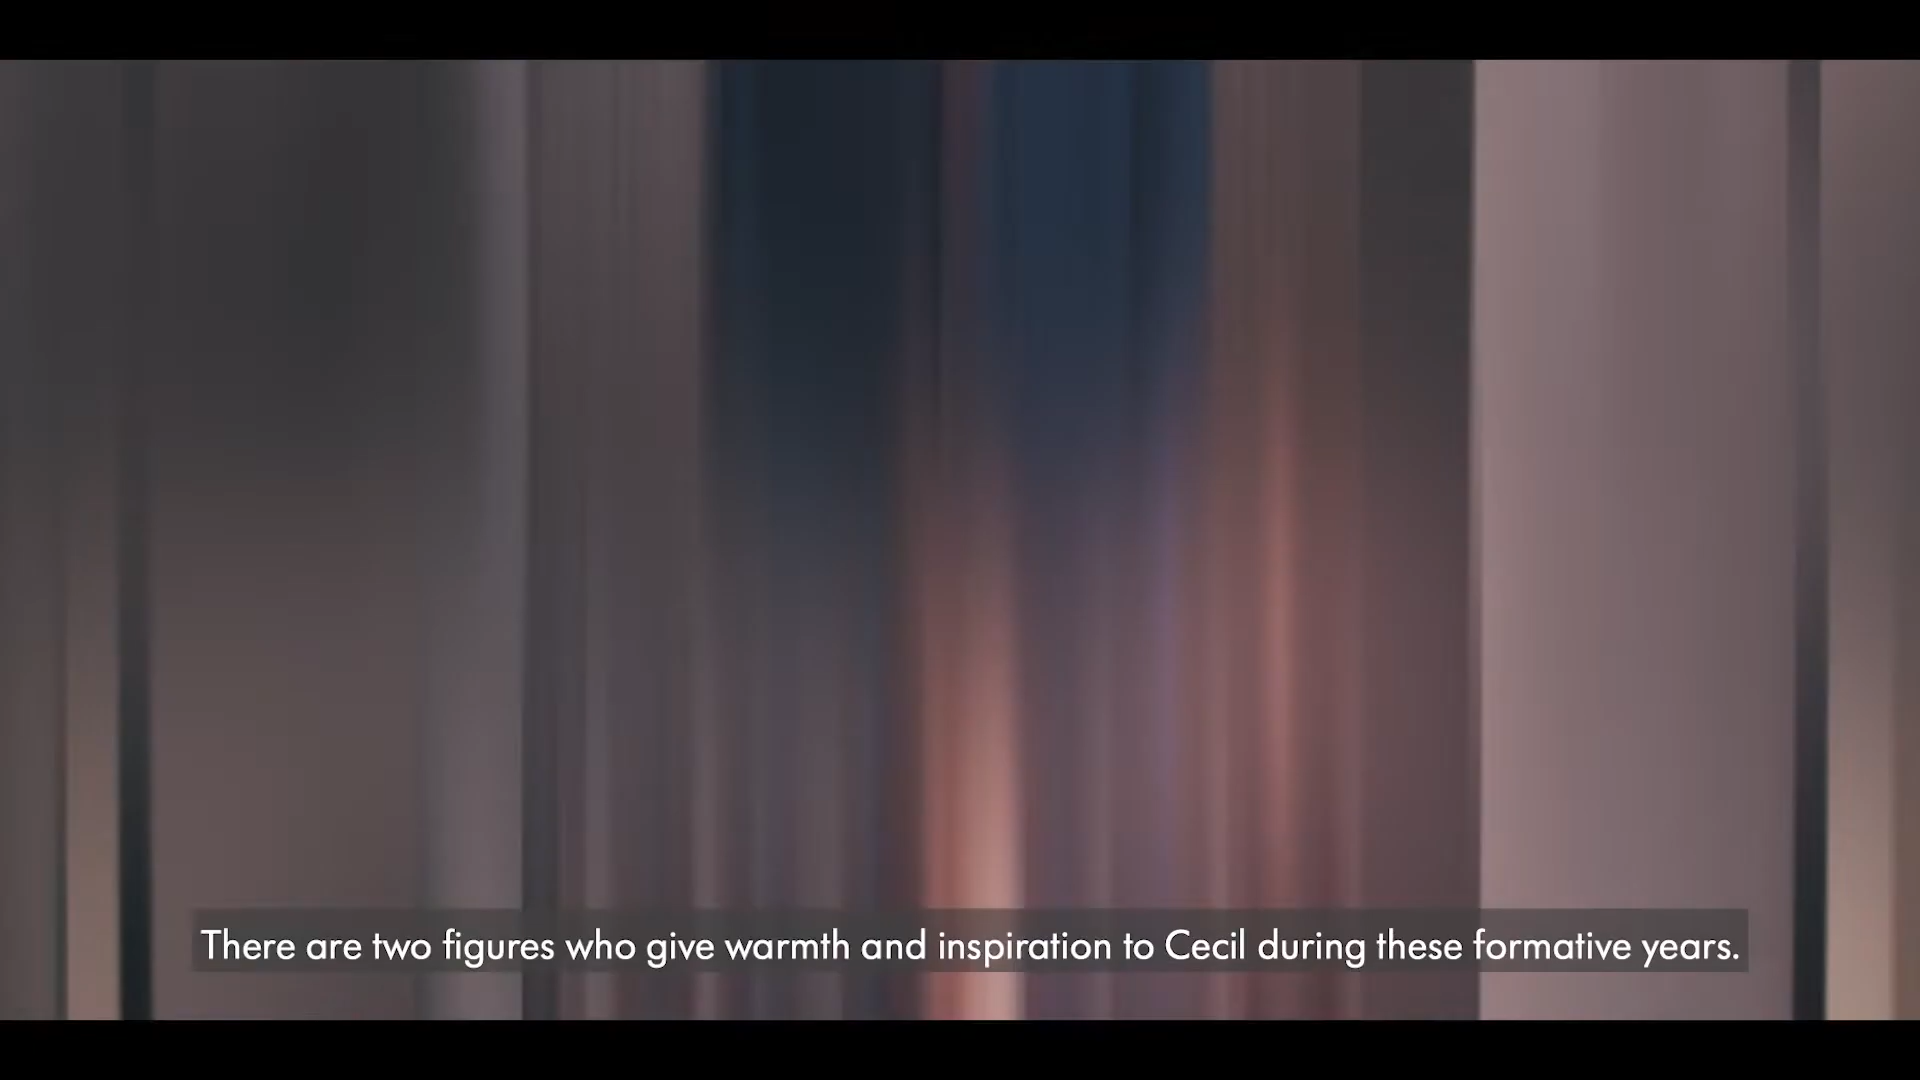 There are two figures who give warmth and inspiration to Cecil during these formative years.